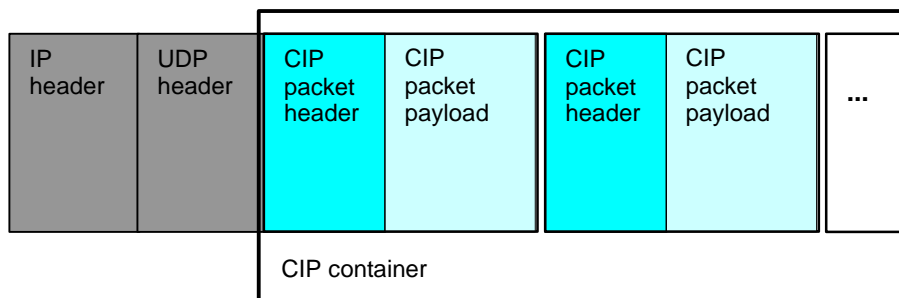 IP
header
UDP
header
CIP
packet
header
CIP
packet
payload
CIP
packet
header
CIP
packet
payload
...
CIP container